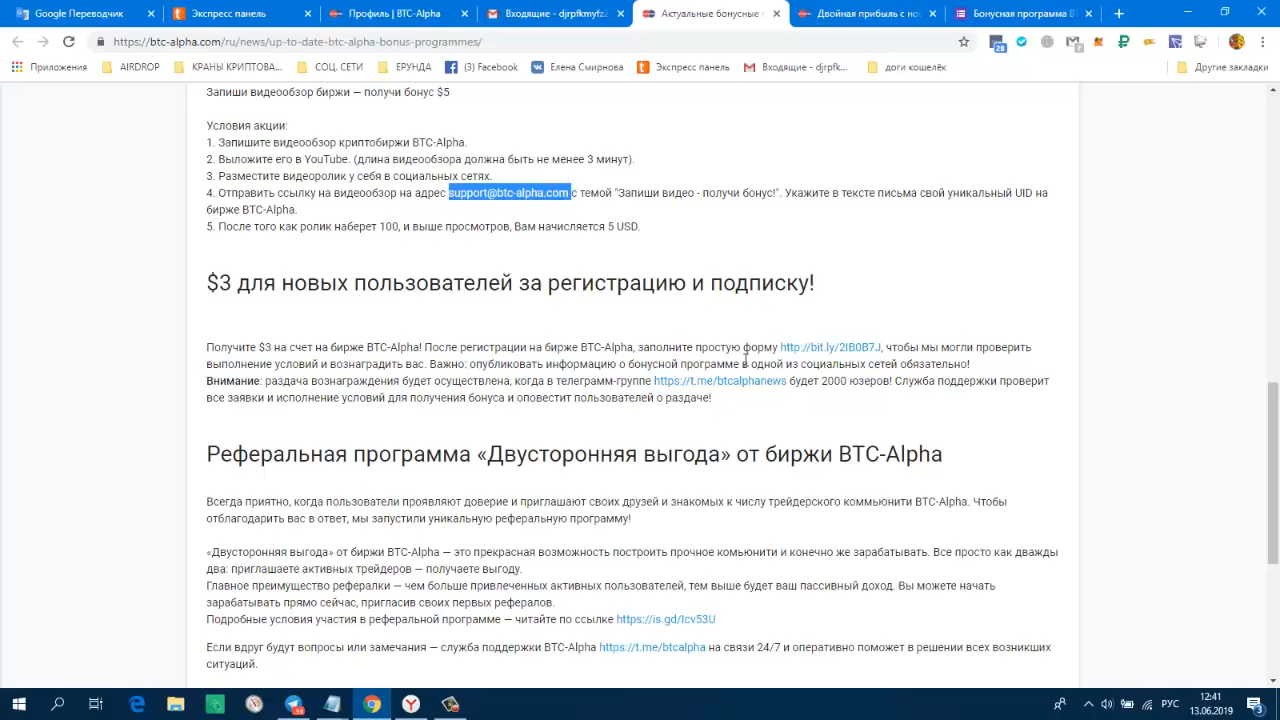 Google Переводчик
Экспресс панель
Профиль | BTC-Alpha
Входящие - djrpfkmyfz2
Актуальные бонусные п
Двойная прибыль с нов
Бонусная программа BT
https://btc-alpha.com/ru/news/up-to-date-btc-alpha-bonus-programmes/
28
?
Приложения
AIRDROP
КРАНЫ КРИПТОВА...
СОЦ. СЕТИ
ЕРУНДА
(3) Facebook
Елена Смирнова
Экспресс панель
Входящие - djrpfk...
доги кошелёк
Другие закладки
Запиши видеообзор биржи — получи бонус $5
Условия акции:
1. Запишите видеообзор криптобиржи BTC-Alpha.
2. Выложите его в YouTube. (длина видеообзора должна быть не менее 3 минут).
3. Разместите видеоролик у себя в социальных сетях.
4. Отправить ссылку на видеообзор на адрес support@btc-alpha.com с темой "Запиши видео - получи бонус!". Укажите в тексте письма свой уникальный UID на
бирже BTC-Alpha.
5. После того как ролик наберет 100, и выше просмотров, Вам начисляется 5 USD.
$3 для новых пользователей за регистрацию и подписку!
Получите $3 на счет на бирже BTC-Alpha! После регистрации на бирже BTC-Alpha, заполните простую форму http://bit.ly/2IB0B7J, чтобы мы могли проверить
выполнение условий и вознаградить вас. Важно: опубликовать информацию о бонусной программе в одной из социальных сетей обязательно!
Внимание: раздача вознаграждения будет осуществлена, когда в телеграмм-группе https://t.me/btcalphanews будет 2000 юзеров! Служба поддержки проверит
все заявки и исполнение условий для получения бонуса и оповестит пользователей о раздаче!
Реферальная программа «Двусторонняя выгода» от биржи BTC-Alpha
Всегда приятно, когда пользователи проявляют доверие и приглашают своих друзей и знакомых к числу трейдерского коммьюнити BTC-Alpha. Чтобы
отблагодарить вас в ответ, мы запустили уникальную реферальную программу!
«Двусторонняя выгода» от биржи BTC-Alpha — это прекрасная возможность построить прочное комьюнити и конечно же зарабатывать. Все просто как дважды
два: приглашаете активных трейдеров — получаете выгоду.
Главное преимущество рефералки — чем больше привлеченных активных пользователей, тем выше будет ваш пассивный доход. Вы можете начать
зарабатывать прямо сейчас, пригласив своих первых рефералов.
Подробные условия участия в реферальной программе — читайте по ссылке https://is.gd/Icv53U
Если вдруг будут вопросы или замечания — служба поддержки BTC-Alpha https://t.me/btcalpha на связи 24/7 и оперативно поможет в решении всех возникших
ситуаций.
РУС
12:41
13.06.2019
3